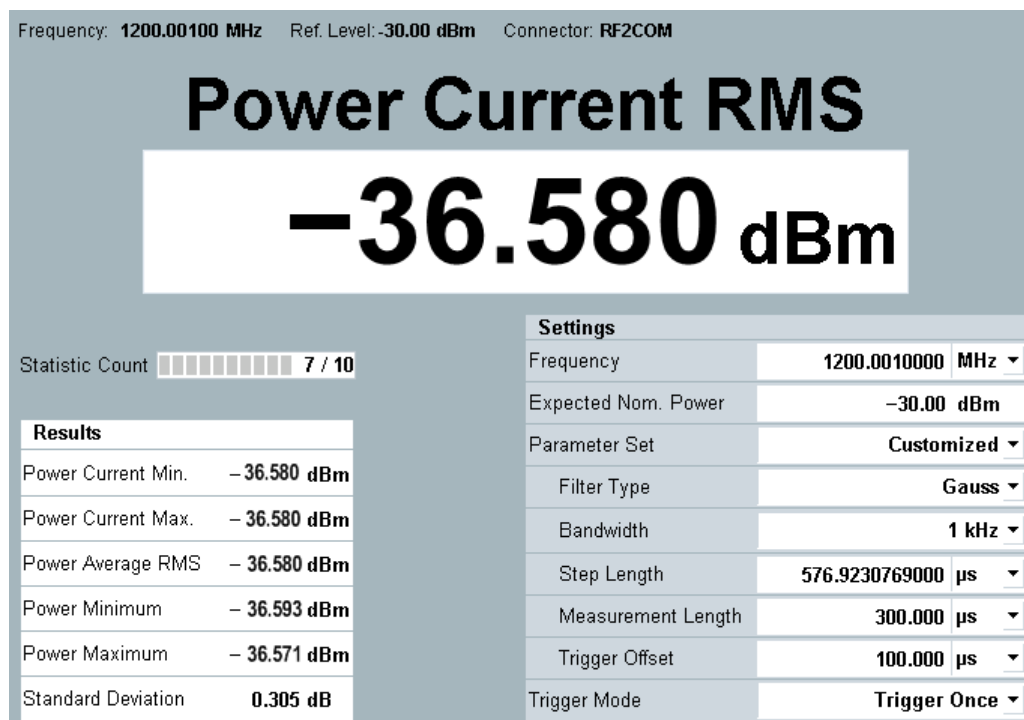 Frequency: 1200.00100 MHz Ref. Level: -30.00 dBm Connector: RF2COM
Power Current RMS
−36.580 dBm
Statistic Count 7 / 10
Results
Power Current Min. − 36.580 dBm
Power Current Max. − 36.580 dBm
Power Average RMS − 36.580 dBm
Power Minimum − 36.593 dBm
Power Maximum − 36.571 dBm
Standard Deviation 0.305 dB
Settings
Frequency 1200.0010000 MHz
Expected Nom. Power −30.00 dBm
Parameter Set Customized
Filter Type Gauss
Bandwidth 1 kHz
Step Length 576.9230769000 µs
Measurement Length 300.000 µs
Trigger Offset 100.000 µs
Trigger Mode Trigger Once